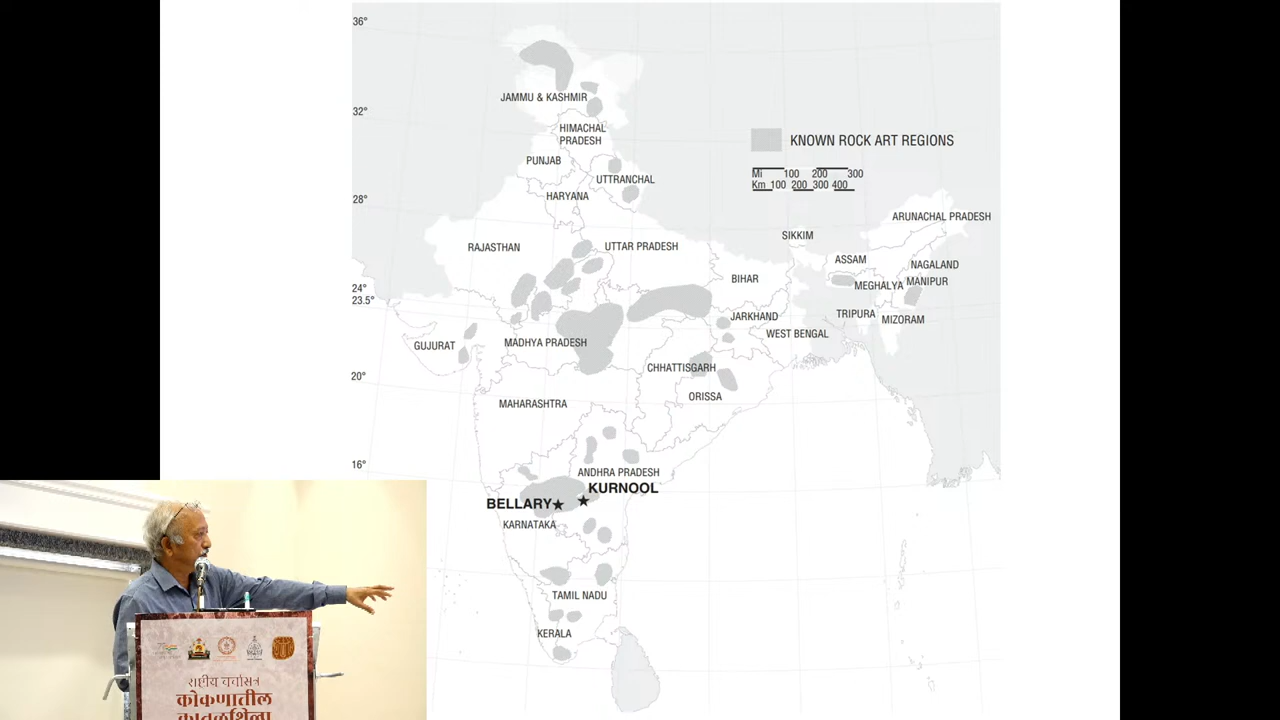 36°
JAMMU & KASHMIR
32°
HIMACHAL
PRADESH
KNOWN ROCK ART REGIONS
PUNJAB
Mi 100 200 300
Km 100 200 300 400
UTTRANCHAL
HARYANA
28°
ARUNACHAL PRADESH
SIKKIM
RAJASTHAN
UTTAR PRADESH
ASSAM
NAGALAND
BIHAR
MEGHALYA
MANIPUR
24°
23.5°
JARKHAND
TRIPURA
MIZORAM
WEST BENGAL
GUJURAT
MADHYA PRADESH
CHHATTISGARH
20°
ORISSA
MAHARASHTRA
16°
ANDHRA PRADESH
KURNOOL
BELLARY
KARNATAKA
TAMIL NADU
KERALA
राष्ट्रीय चर्चासत्र
कोकणातील
कातळशिल्प